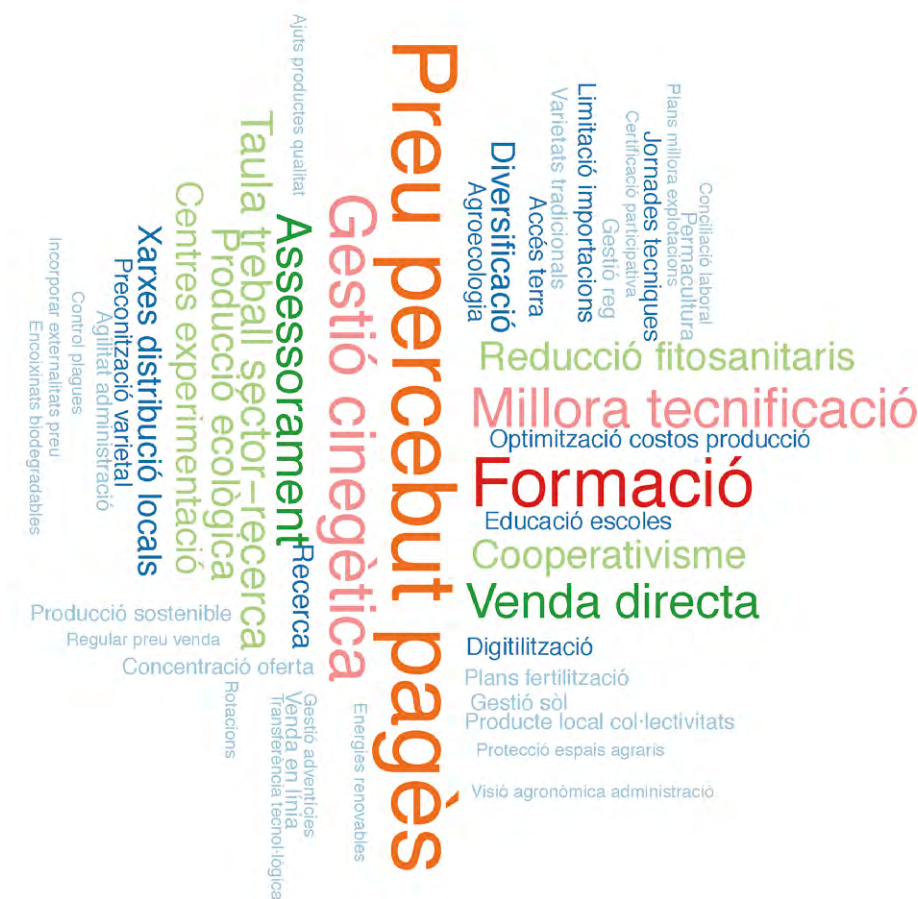 Ajuts productes qualitat
Preu percebut pagès
Gestió cinegètica
Assessorament
Recerca
Taula treball sector-recerca
Producció ecològica
Centres experimentació
Xarxes distribució locals
Preconització varietal
Agilitat administració
Control plagues
Incorporar externalitats preu
Encoixinats biodegradables
Diversificació
Agroecologia
Accés terra
Varietats tradicionals
Limitació importacions
Gestió reg
Certificació participativa
Jornades tecniques
Plans millora explotacions
Permacultura
Conciliació laboral
Reducció fitosanitaris
Millora tecnificació
Optimització costos producció
Formació
Educació escoles
Cooperativisme
Venda directa
Digitilització
Plans fertilització
Gestió sòl
Producte local col·lectivitats
Protecció espais agraris
Visió agronòmica administració
Producció sostenible
Regular preu venda
Concentració oferta
Rotacions
Gestió adventícies
Venda en línia
Transferència tecnol·lógica
Energies renovables